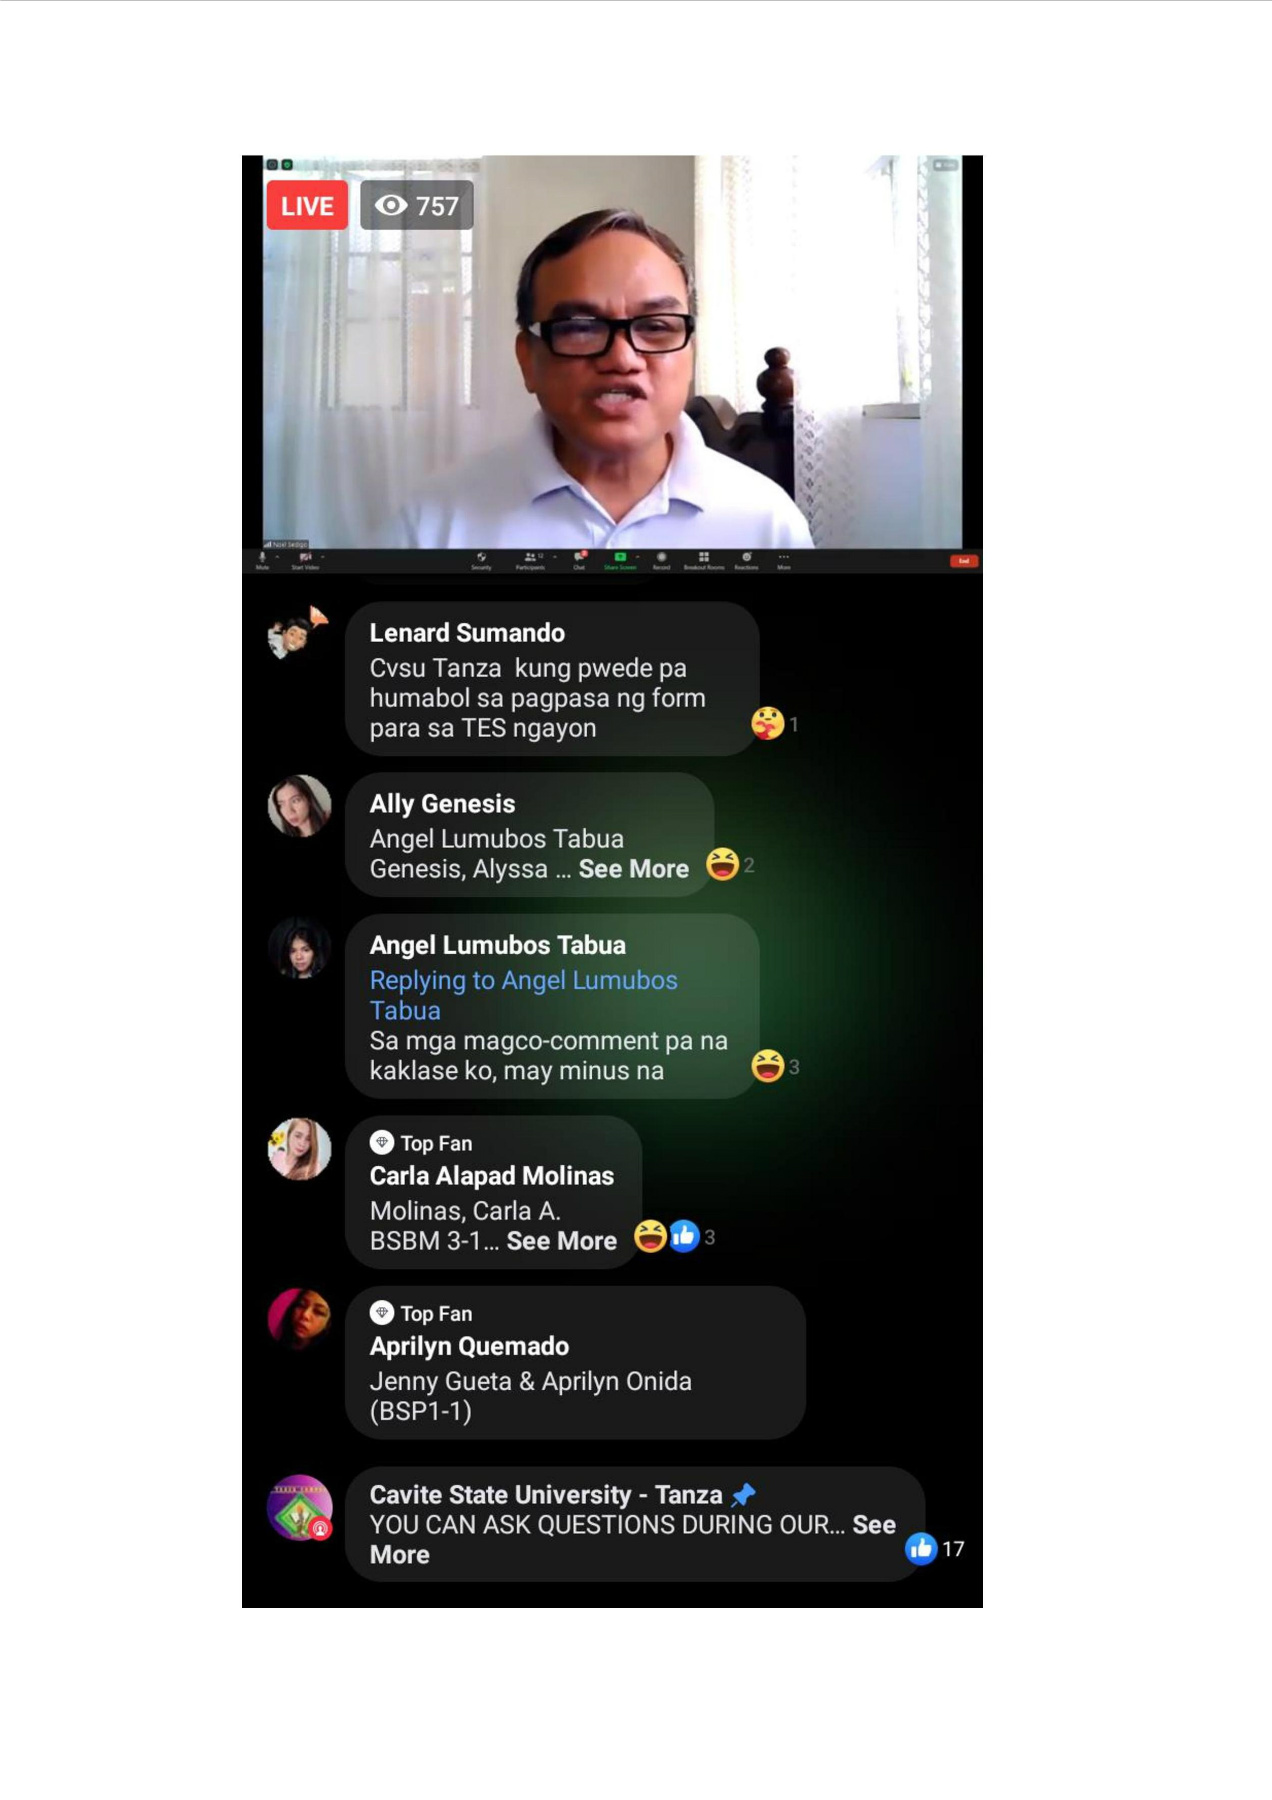 LIVE
757
Noel Sedigo
Mute
Start Video
Security
Participants
12
Chat
Share Screen
Record
Breakout Rooms
Reactions
More
End
Lenard Sumando
Cvsu Tanza kung pwede pa
humabol sa pagpasa ng form
para sa TES ngayon
1
Ally Genesis
Angel Lumubos Tabua
Genesis, Alyssa ... See More
2
Angel Lumubos Tabua
Replying to Angel Lumubos
Tabua
Sa mga magco-comment pa na
kaklase ko, may minus na
3
Top Fan
Carla Alapad Molinas
Molinas, Carla A.
BSBM 3-1... See More
3
Top Fan
Aprilyn Quemado
Jenny Gueta & Aprilyn Onida
(BSP1-1)
Cavite State University - Tanza
YOU CAN ASK QUESTIONS DURING OUR... See
More
17